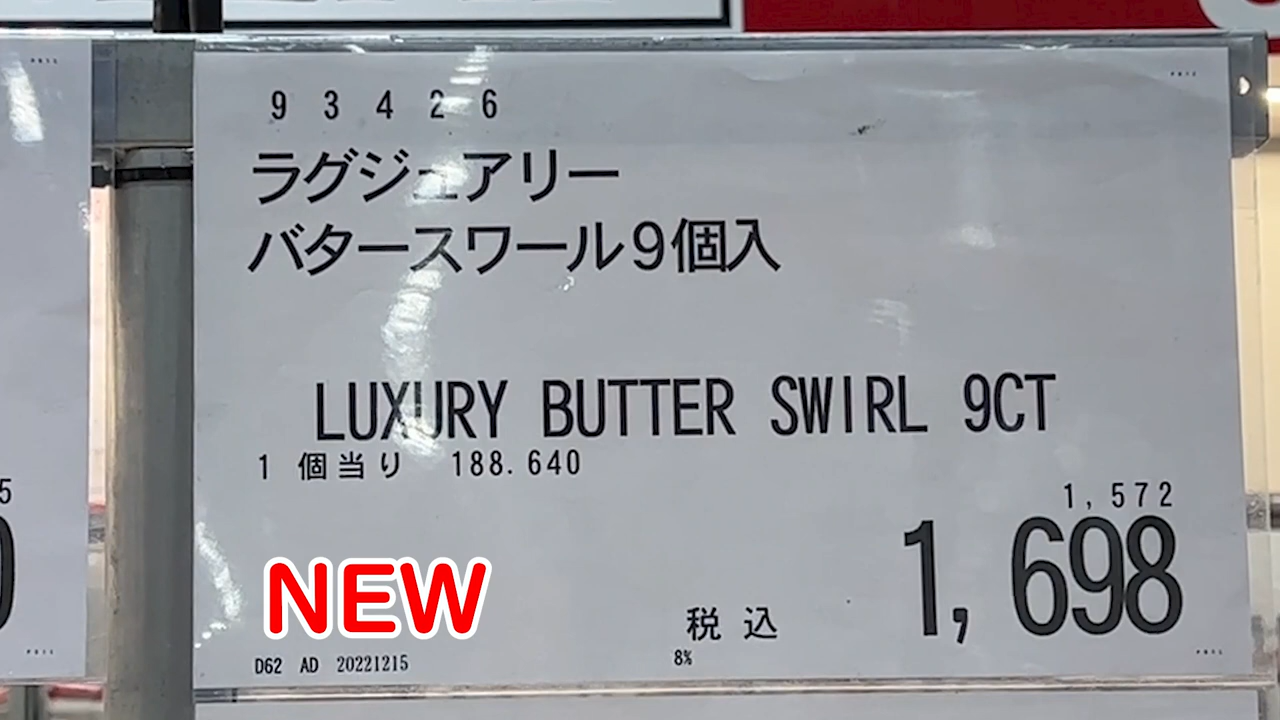 93426
ラグジュアリー
バタースワール9個入
LUXURY BUTTER SWIRL 9CT
1 個当り 188.640
1,572
1,698
NEW
税込
8%
D62 AD 20221215